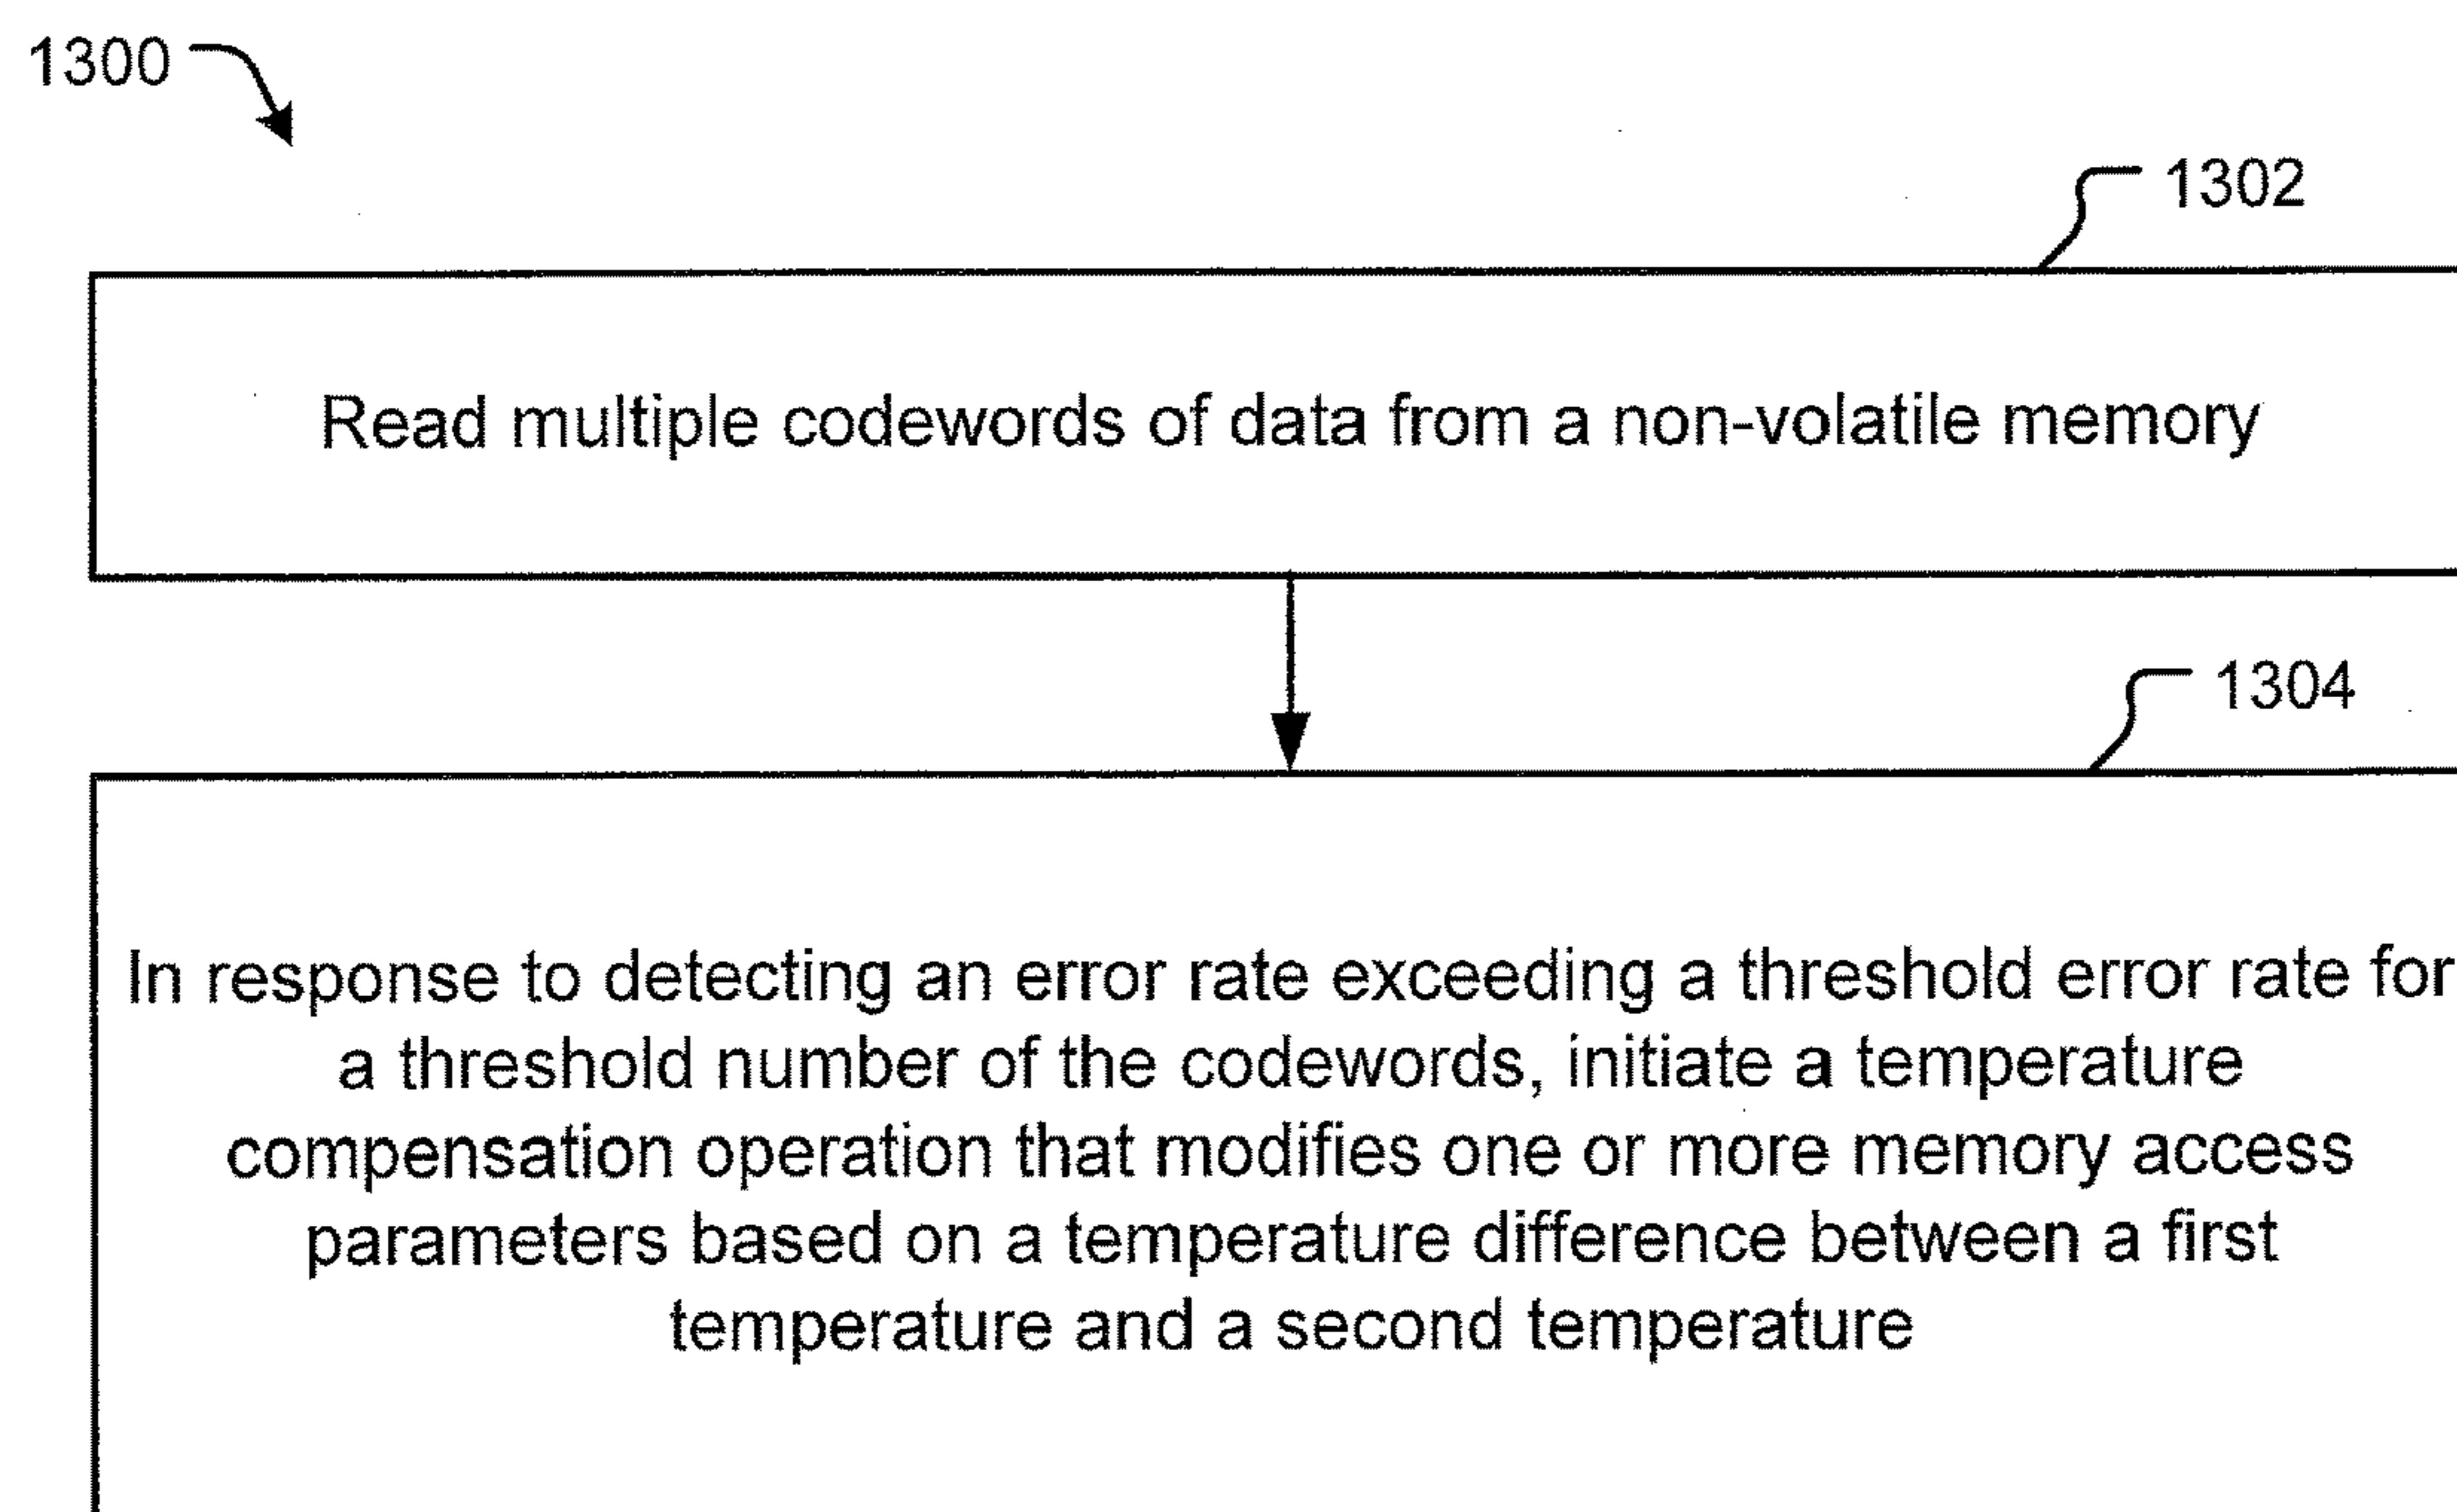 1300
1302
Read multiple codewords of data from a non-volatile memory
1304
In response to detecting an error rate exceeding a threshold error rate for
a threshold number of the codewords, initiate a temperature
compensation operation that modifies one or more memory access
parameters based on a temperature difference between a first
temperature and a second temperature